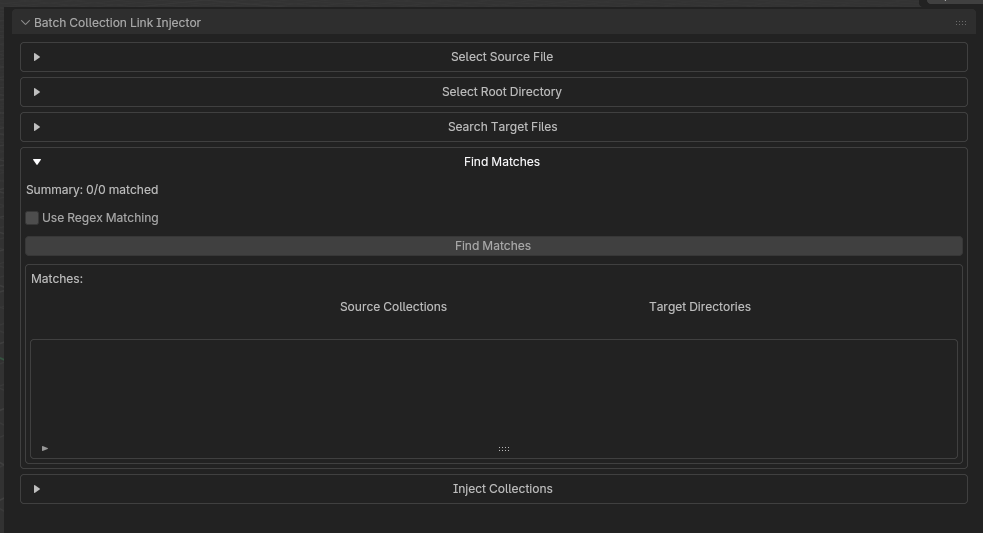 Batch Collection Link Injector
Select Source File
Select Root Directory
Search Target Files
Find Matches
Summary: 0/0 matched
Use Regex Matching
Find Matches
Matches:
Source Collections Target Directories
Inject Collections